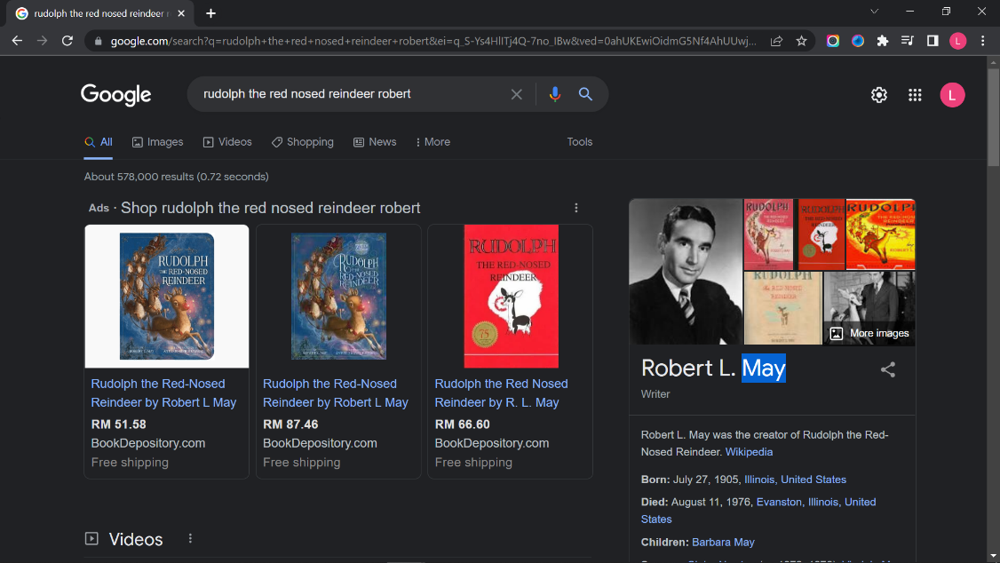 rudolph the red nosed reindeer r
google.com/search?q=rudolph+the+red+nosed+reindeer+robert&ei=q_S-Ys4HlITj4Q-7no_IBw&ved=0ahUKEwiOidmG5Nf4AhUUwj...
L
Google
rudolph the red nosed reindeer robert
L
All
Images
Videos
Shopping
News
More
Tools
About 578,000 results (0.72 seconds)
Ads · Shop rudolph the red nosed reindeer robert
RUDOLPH
THE RED-NOSED
REINDEER
Rudolph the Red-Nosed
Reindeer by Robert L May
RM 51.58
BookDepository.com
Free shipping
RUDOLPH
THE
RED-NOSED
REINDEER
Rudolph the Red-Nosed
Reindeer by Robert L May
RM 87.46
BookDepository.com
Free shipping
RUDOLPH
THE RED-NOSED
REINDEER
75
Rudolph the Red Nosed
Reindeer by R. L. May
RM 66.60
BookDepository.com
Free shipping
RUDOLPH
RUDOLPH
RUDOLPH
RUDOLPH
More images
Robert L. May
Writer
Robert L. May was the creator of Rudolph the Red-
Nosed Reindeer. Wikipedia
Born: July 27, 1905, Illinois, United States
Died: August 11, 1976, Evanston, Illinois, United
States
Children: Barbara May
Videos